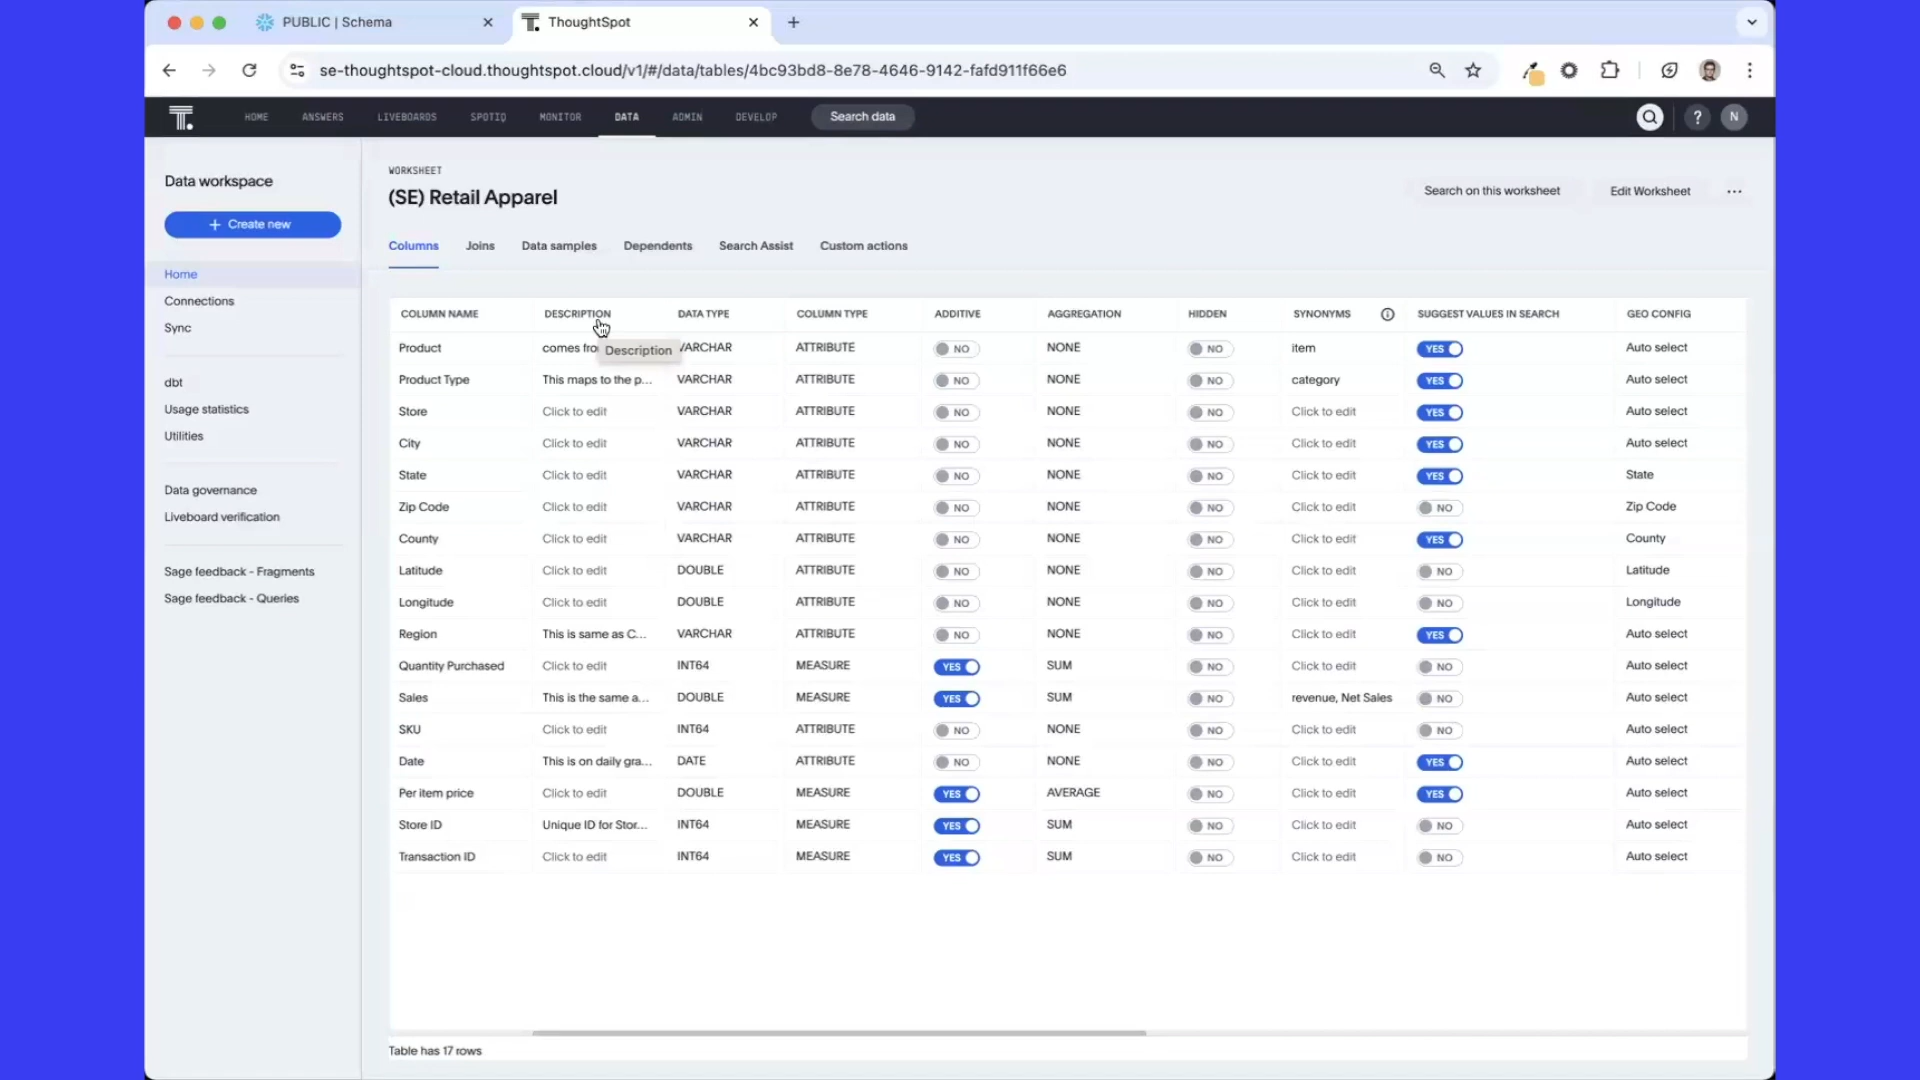 PUBLIC | Schema
ThoughtSpot
se-thoughtspot-cloud.thoughtspot.cloud/v1/#/data/tables/4bc93bd8-8e78-4646-9142-fafd911f66e6
HOME ANSWERS LIVEBOARDS SPOTIQ MONITOR DATA ADMIN DEVELOP Search data ? N
Data workspace
+ Create new
Home
Connections
Sync
dbt
Usage statistics
Utilities
Data governance
Liveboard verification
Sage feedback - Fragments
Sage feedback - Queries
WORKSHEET
(SE) Retail Apparel
Search on this worksheet Edit Worksheet
Columns Joins Data samples Dependents Search Assist Custom actions
COLUMN NAME DESCRIPTION DATA TYPE COLUMN TYPE ADDITIVE AGGREGATION HIDDEN SYNONYMS SUGGEST VALUES IN SEARCH GEO CONFIG
Product comes VARCHAR ATTRIBUTE NO NONE NO item YES Auto select
Description
Product Type This maps to the p... VARCHAR ATTRIBUTE NO NONE NO category YES Auto select
Store Click to edit VARCHAR ATTRIBUTE NO NONE NO Click to edit YES Auto select
City Click to edit VARCHAR ATTRIBUTE NO NONE NO Click to edit YES Auto select
State Click to edit VARCHAR ATTRIBUTE NO NONE NO Click to edit YES State
Zip Code Click to edit VARCHAR ATTRIBUTE NO NONE NO Click to edit NO Zip Code
County Click to edit VARCHAR ATTRIBUTE NO NONE NO Click to edit YES County
Latitude Click to edit DOUBLE ATTRIBUTE NO NONE NO Click to edit NO Latitude
Longitude Click to edit DOUBLE ATTRIBUTE NO NONE NO Click to edit NO Longitude
Region This is same as C... VARCHAR ATTRIBUTE NO NONE NO Click to edit YES Auto select
Quantity Purchased Click to edit INT64 MEASURE YES SUM NO Click to edit NO Auto select
Sales This is the same a... DOUBLE MEASURE YES SUM NO revenue, Net Sales NO Auto select
SKU Click to edit INT64 ATTRIBUTE NO NONE NO Click to edit NO Auto select
Date This is on daily gra... DATE ATTRIBUTE NO NONE NO Click to edit YES Auto select
Per item price Click to edit DOUBLE MEASURE YES AVERAGE NO Click to edit YES Auto select
Store ID Unique ID for Stor... INT64 MEASURE YES SUM NO Click to edit NO Auto select
Transaction ID Click to edit INT64 MEASURE YES SUM NO Click to edit NO Auto select
Table has 17 rows